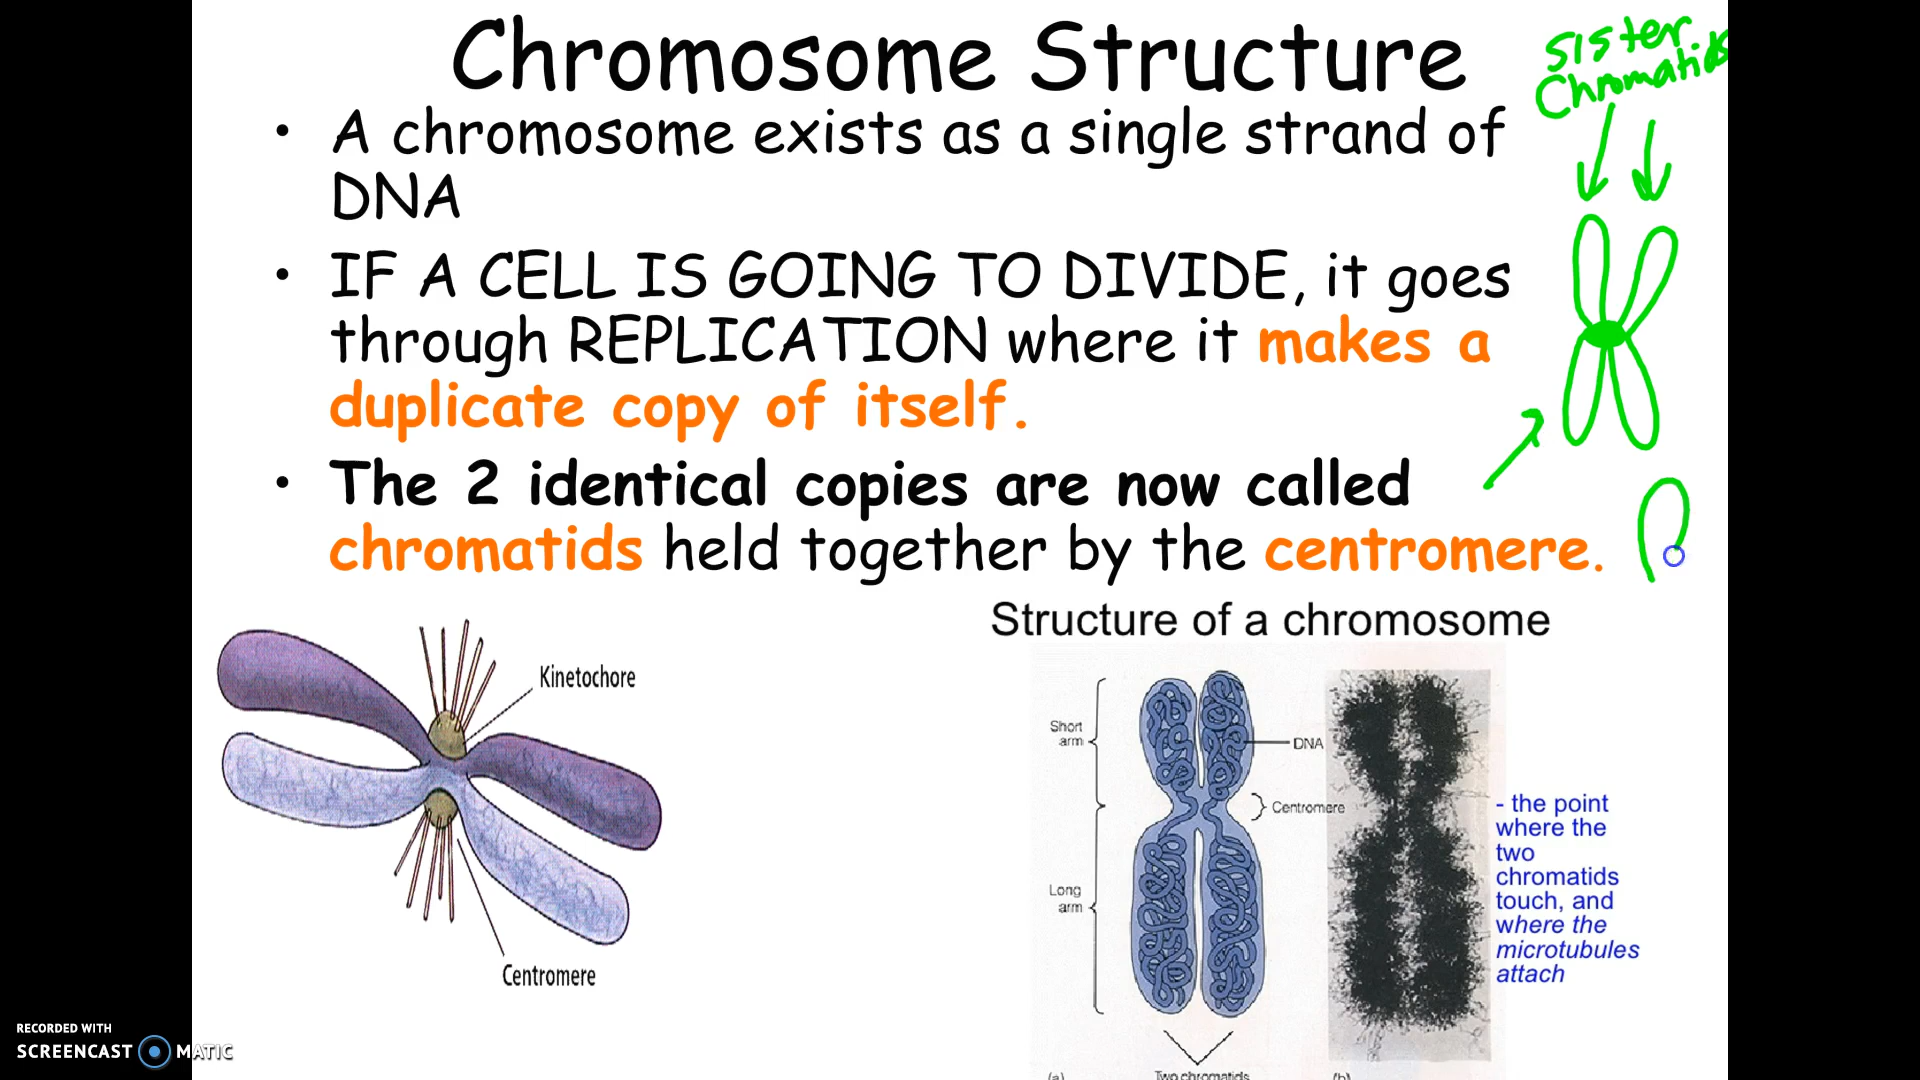 Chromosome Structure
sister
Chromatids
• A chromosome exists as a single strand of
DNA
• IF A CELL IS GOING TO DIVIDE, it goes
through REPLICATION where it makes a
duplicate copy of itself.
• The 2 identical copies are now called
chromatids held together by the centromere.
Kinetochore
Centromere
Structure of a chromosome
Short
arm
DNA
Centromere
Long
arm
- the point
where the
two
chromatids
touch, and
where the
microtubules
attach
Two chromatids
(a)
(b)
RECORDED WITH
SCREENCAST MATIC